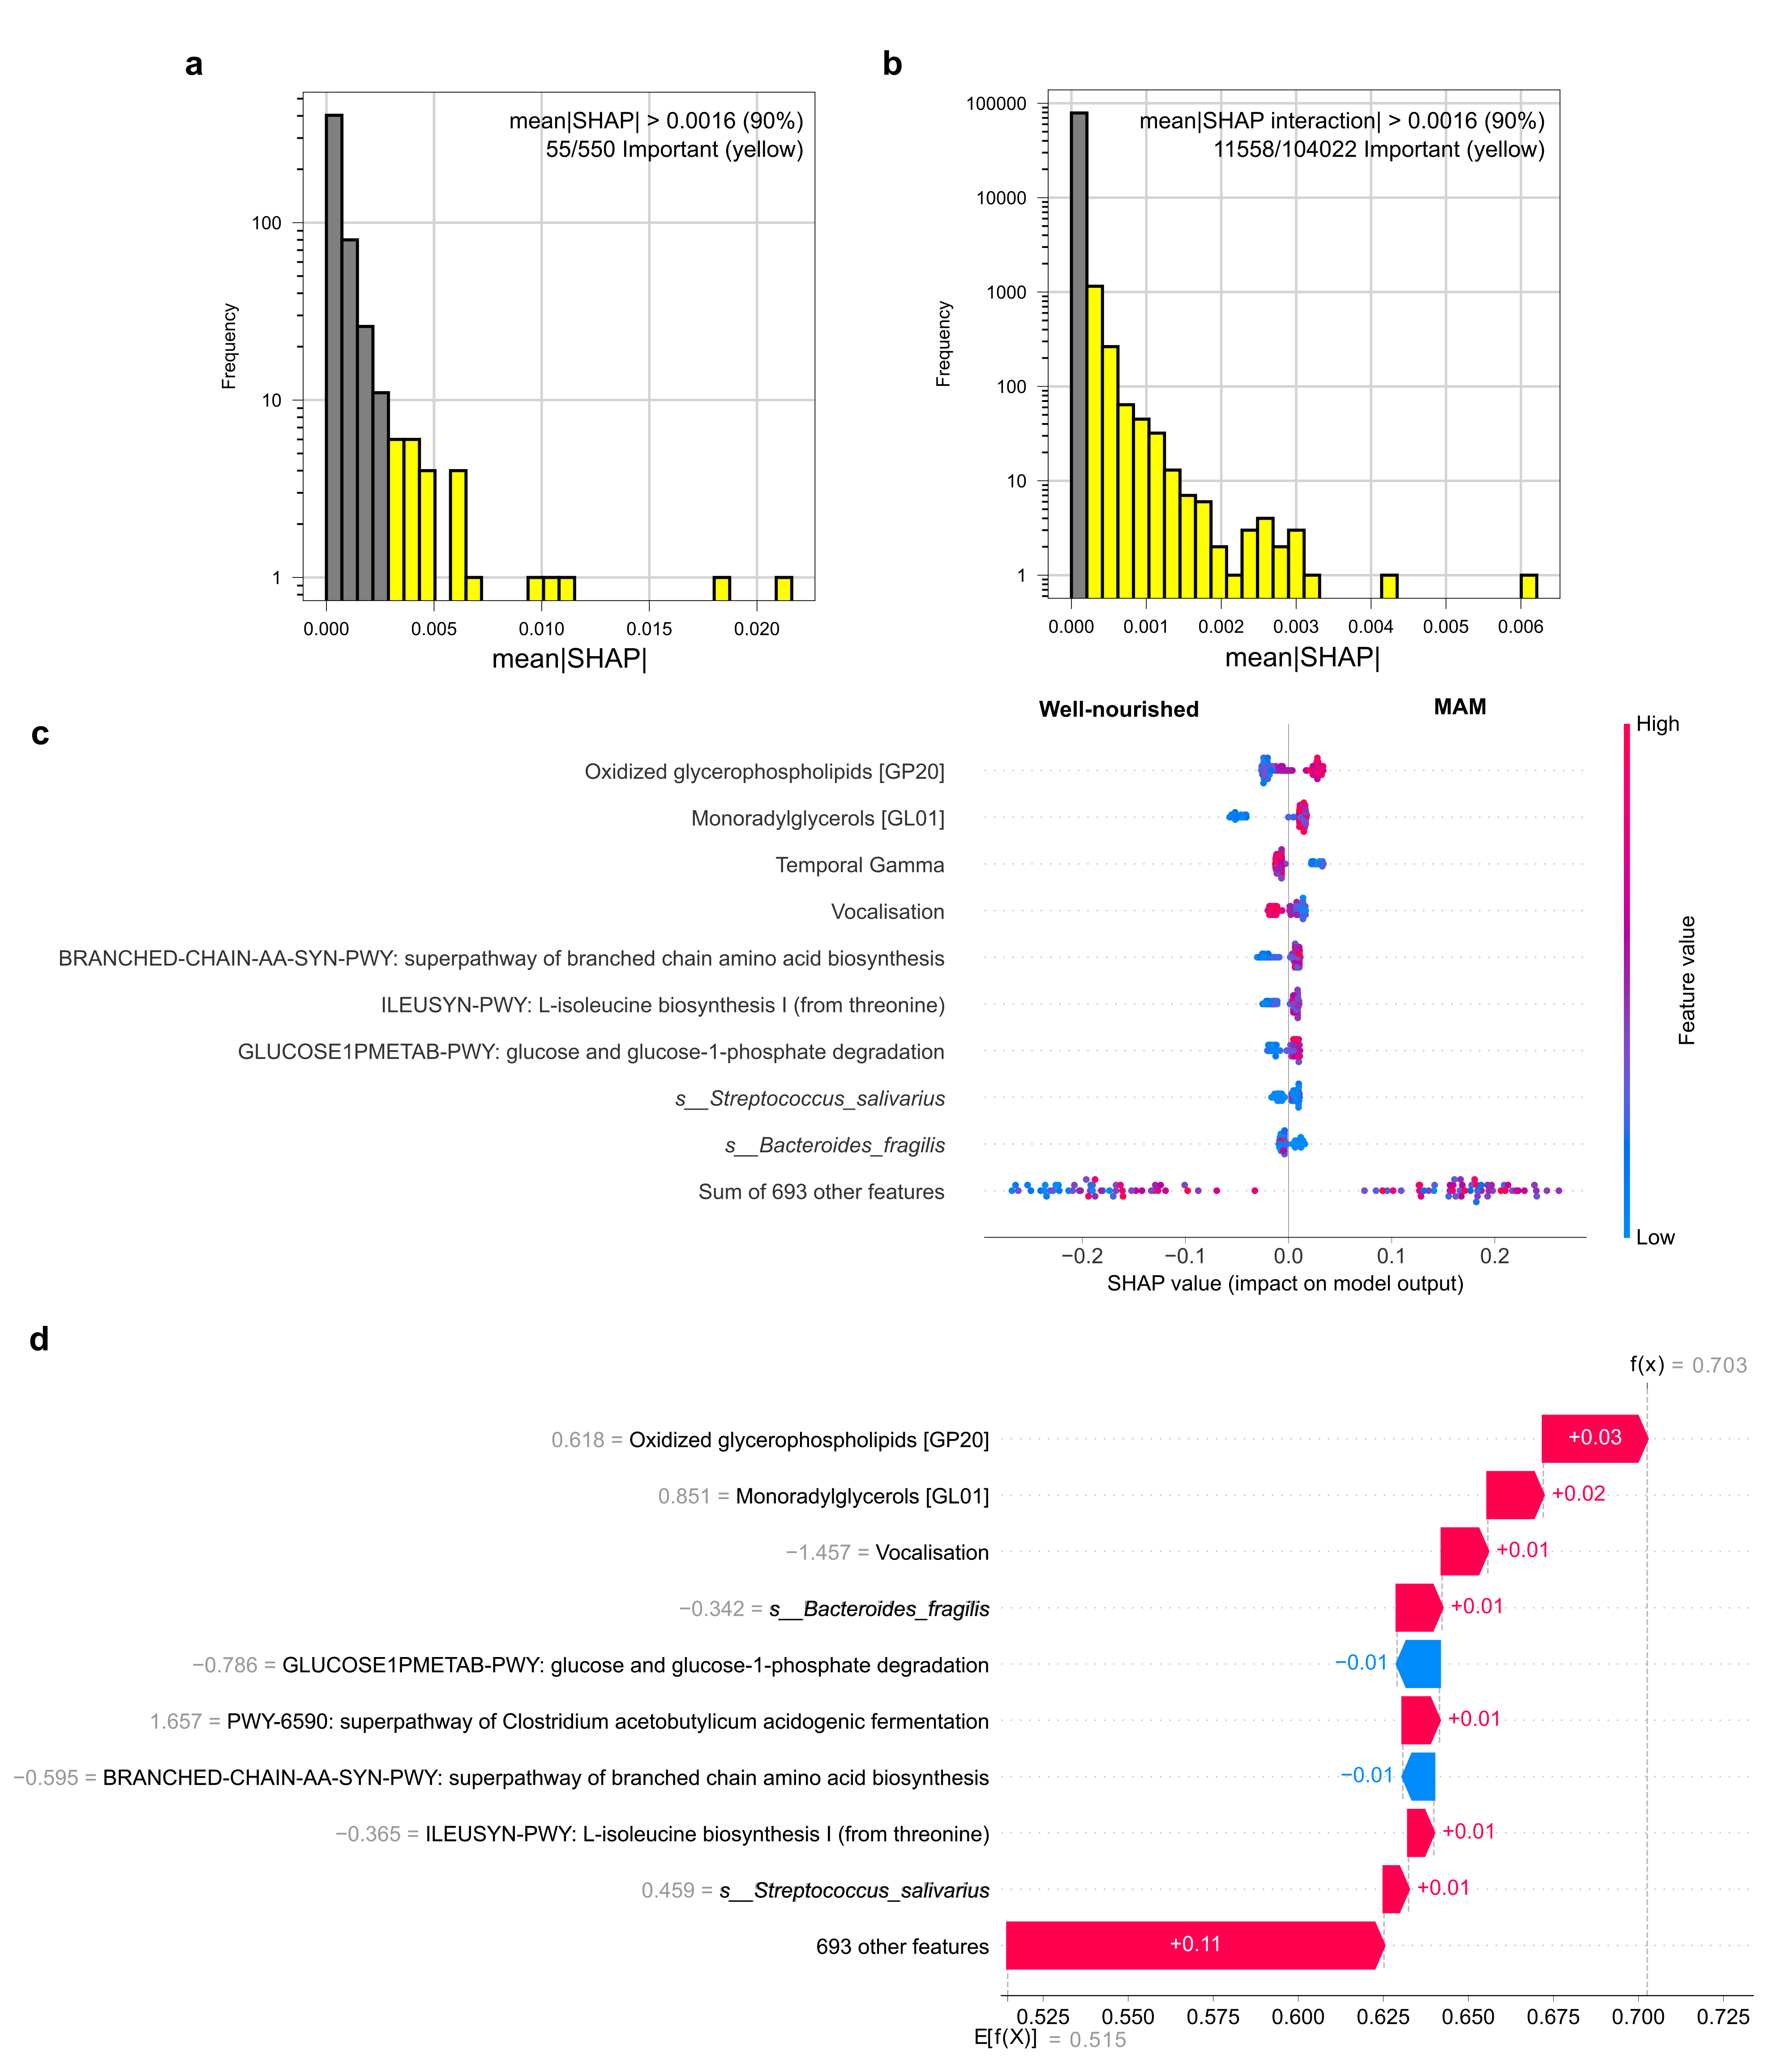 a
mean|SHAP| > 0.0016 (90%)
55/550 Important (yellow)
100
10
1
Frequency
0.000 0.005 0.010 0.015 0.020
mean|SHAP|
b
mean|SHAP interaction| > 0.0016 (90%)
11558/104022 Important (yellow)
100000
10000
1000
100
10
1
Frequency
0.000 0.001 0.002 0.003 0.004 0.005 0.006
mean|SHAP|
c
Well-nourished MAM
High
Oxidized glycerophospholipids [GP20]
Monoradylglycerols [GL01]
Temporal Gamma
Vocalisation
BRANCHED-CHAIN-AA-SYN-PWY: superpathway of branched chain amino acid biosynthesis
ILEUSYN-PWY: L-isoleucine biosynthesis I (from threonine)
GLUCOSE1PMETAB-PWY: glucose and glucose-1-phosphate degradation
s__Streptococcus_salivarius
s__Bacteroides_fragilis
Sum of 693 other features
Feature value
Low
−0.2 −0.1 0.0 0.1 0.2
SHAP value (impact on model output)
d
f(x) = 0.703
0.618 = Oxidized glycerophospholipids [GP20] +0.03
0.851 = Monoradylglycerols [GL01] +0.02
−1.457 = Vocalisation +0.01
−0.342 = s__Bacteroides_fragilis +0.01
−0.786 = GLUCOSE1PMETAB-PWY: glucose and glucose-1-phosphate degradation −0.01
1.657 = PWY-6590: superpathway of Clostridium acetobutylicum acidogenic fermentation +0.01
−0.595 = BRANCHED-CHAIN-AA-SYN-PWY: superpathway of branched chain amino acid biosynthesis −0.01
−0.365 = ILEUSYN-PWY: L-isoleucine biosynthesis I (from threonine) +0.01
0.459 = s__Streptococcus_salivarius +0.01
693 other features +0.11
0.525 0.550 0.575 0.600 0.625 0.650 0.675 0.700 0.725
E[f(X)] = 0.515